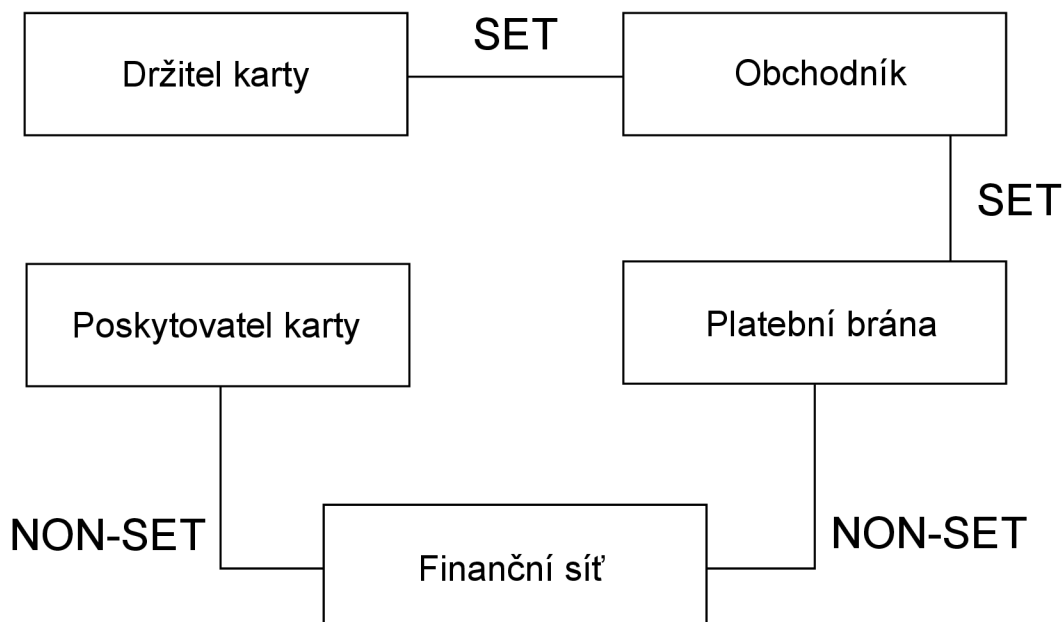 SET
Držitel karty
Obchodník
SET
Poskytovatel karty
Platební brána
NON-SET
NON-SET
Finanční síť